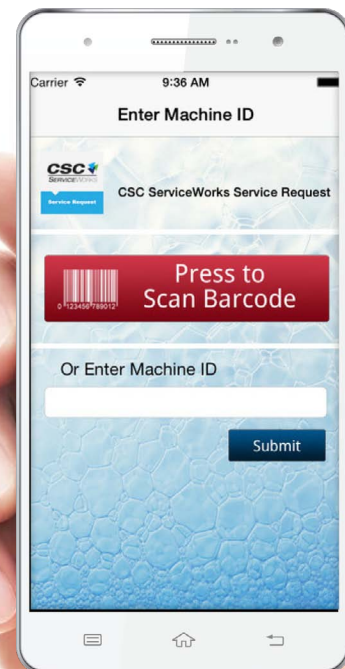 Carrier 9:36 AM
Enter Machine ID
CSC
SERVICEWORKS
Service Request
CSC ServiceWorks Service Request
Press to
Scan Barcode
0 123456 789012
Or Enter Machine ID
Submit